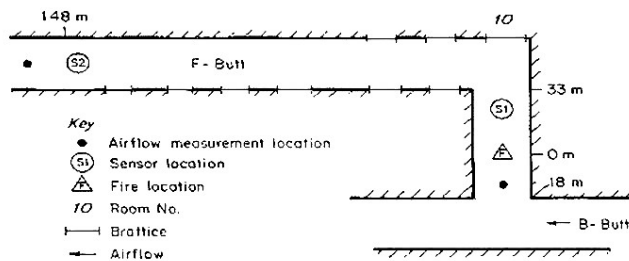 148 m
10
S2
F-Butt
33 m
S1
Key
Airflow measurement location
S1 Sensor location
F Fire location
10 Room No.
Brattice
Airflow
F
0 m
18 m
B-Butt